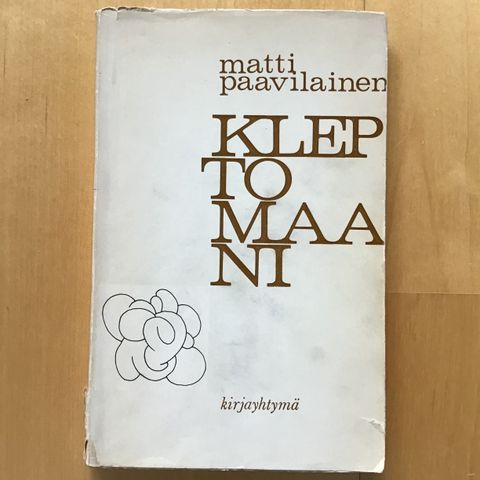 matti
paavilainen
KLEP
TO
MAA
NI
kirjayhtymä